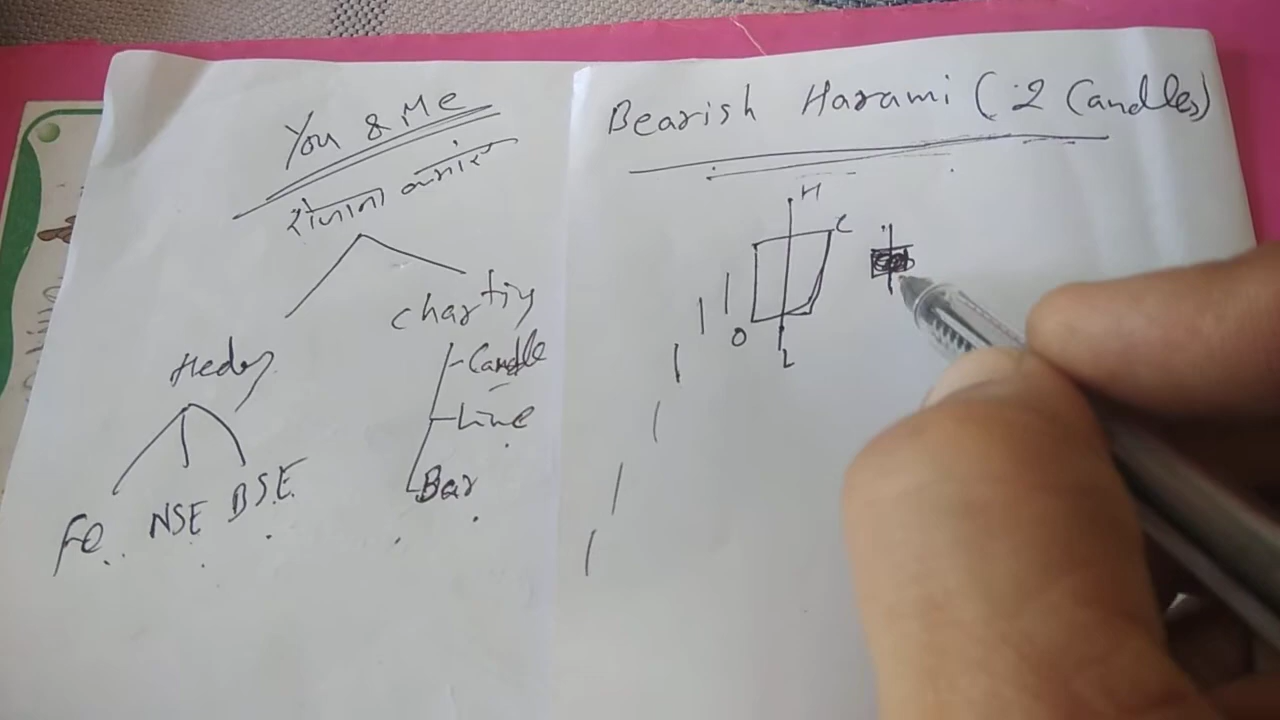 You & Me
Hedg
Fo NSE BSE
Charting
Candle
Line
Bar
Bearish Harami (2 Candles)
H
C
O
L